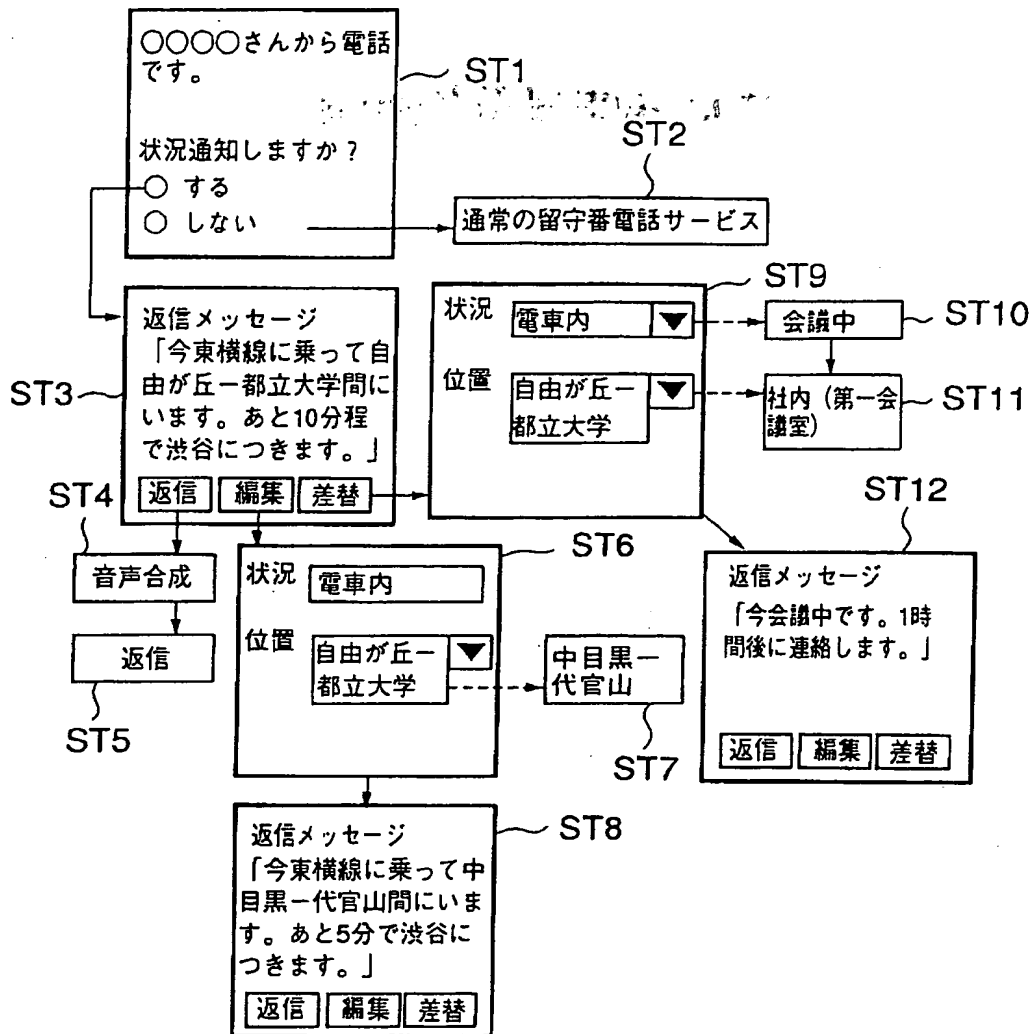 ○○○○さんから電話
です。
状況通知しますか?
○ する
○ しない
ST1
ST2
通常の留守番電話サービス
ST3
返信メッセージ
「今東横線に乗って自
由が丘ー都立大学間に
います。あと10分程
で渋谷につきます。」
返信 編集 差替
ST4
音声合成
返信
ST5
ST9
状況
電車内
▼
位置
自由が丘ー
都立大学
▼
会議中
ST10
社内(第一会
議室)
ST11
ST6
状況
電車内
位置
自由が丘ー
都立大学
▼
中目黒ー
代官山
ST7
ST12
返信メッセージ
「今会議中です。1時
間後に連絡します。」
返信 編集 差替
ST8
返信メッセージ
「今東横線に乗って中
目黒ー代官山間にいま
す。あと5分で渋谷に
つきます。」
返信 編集 差替